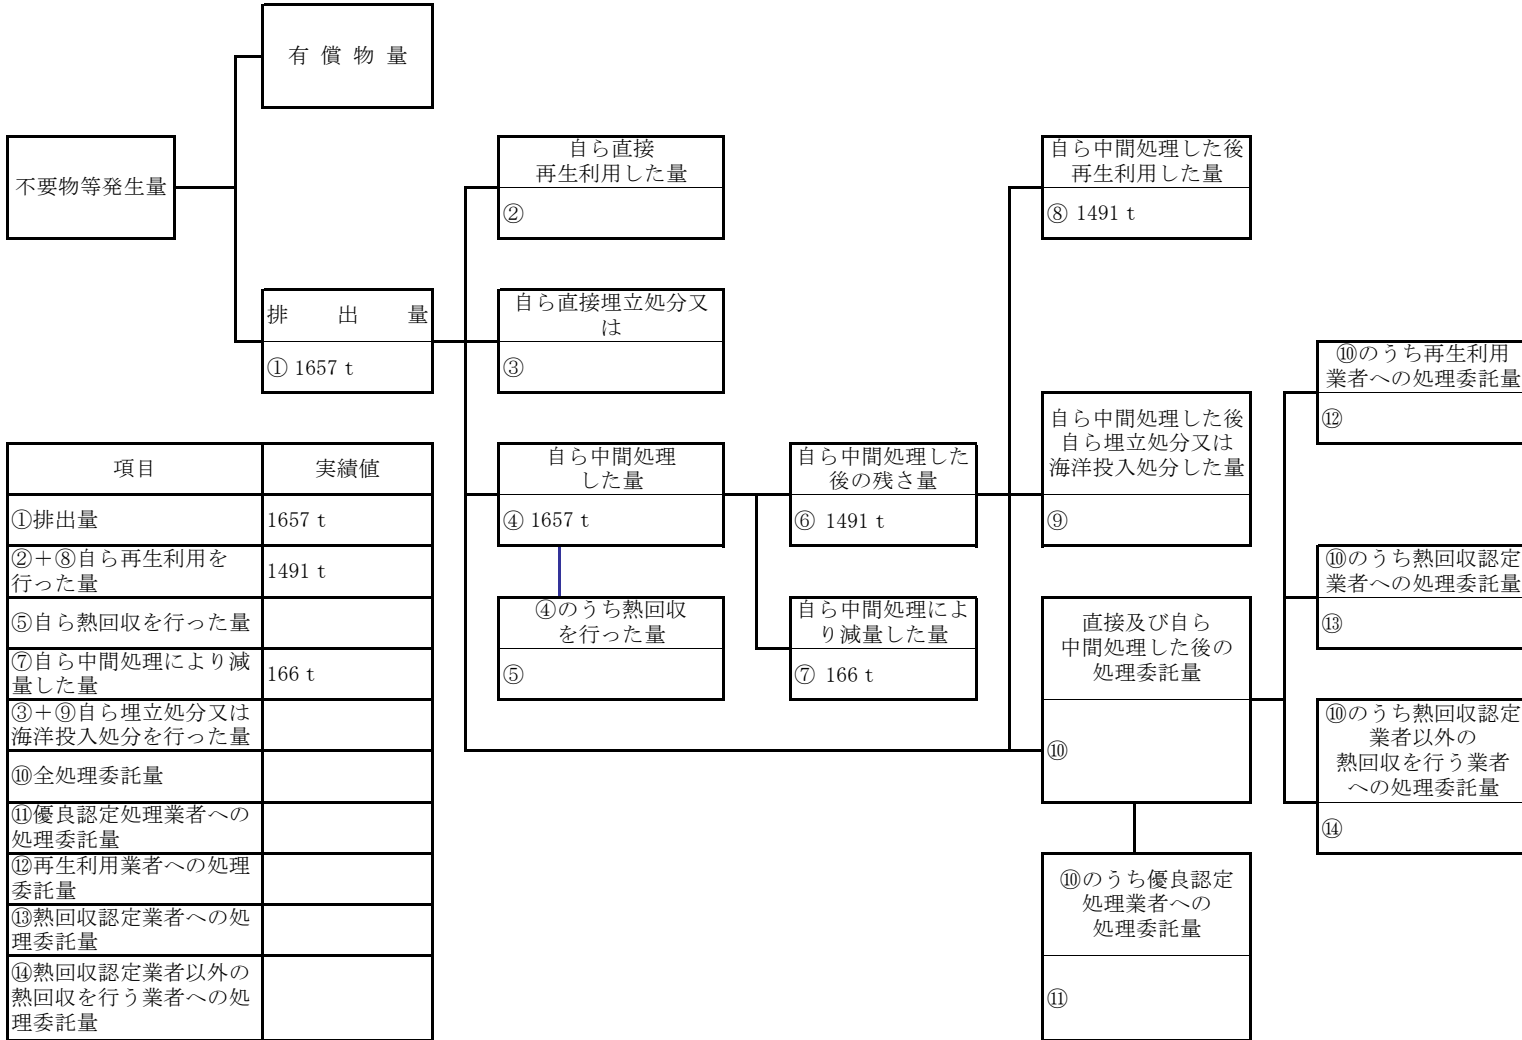 有償物量
不要物等発生量
自ら直接
再生利用した量
②
自ら中間処理した後
再生利用した量
⑧ 1491 t
排出量
① 1657 t
自ら直接埋立処分又
は
③
⑩のうち再生利用
業者への処理委託量
⑫
自ら中間処理
した量
④ 1657 t
自ら中間処理した
後の残さ量
⑥ 1491 t
自ら中間処理した後
自ら埋立処分又は
海洋投入処分した量
⑨
⑩のうち熱回収認定
業者への処理委託量
⑬
④のうち熱回収
を行った量
⑤
自ら中間処理によ
り減量した量
⑦ 166 t
直接及び自ら
中間処理した後の
処理委託量
⑩
⑩のうち熱回収認定
業者以外の
熱回収を行う業者
への処理委託量
⑭
⑩のうち優良認定
処理業者への
処理委託量
⑪
項目 実績値
①排出量 1657 t
②＋⑧自ら再生利用を
行った量 1491 t
⑤自ら熱回収を行った量
⑦自ら中間処理により減
量した量 166 t
③＋⑨自ら埋立処分又は
海洋投入処分を行った量
⑩全処理委託量
⑪優良認定処理業者への
処理委託量
⑫再生利用業者への処理
委託量
⑬熱回収認定業者への処
理委託量
⑭熱回収認定業者以外の
熱回収を行う業者への処
理委託量